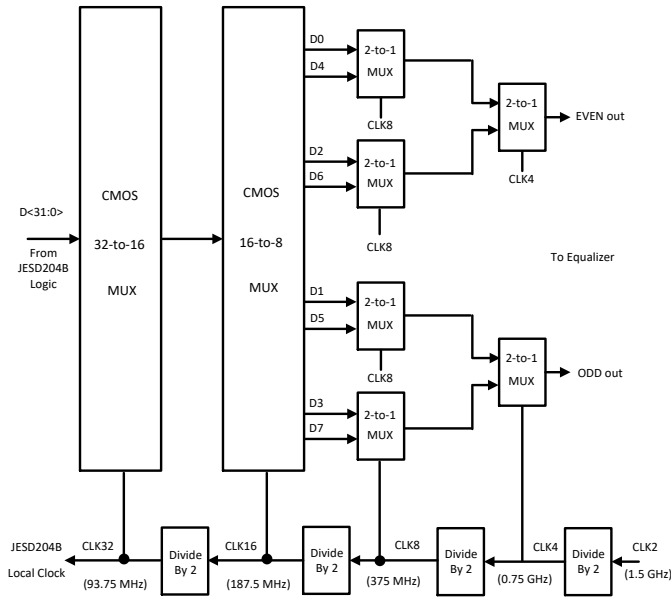 D0
D4
2-to-1
MUX
CLK8
2-to-1
MUX
EVEN out
CLK4
D2
D6
2-to-1
MUX
CLK8
CMOS
32-to-16
MUX
CMOS
16-to-8
MUX
D<31:0>
From
JESD204B
Logic
To Equalizer
D1
D5
2-to-1
MUX
CLK8
2-to-1
MUX
ODD out
D3
D7
2-to-1
MUX
JESD204B
Local Clock
CLK32
(93.75 MHz)
Divide
By 2
CLK16
(187.5 MHz)
Divide
By 2
CLK8
(375 MHz)
Divide
By 2
CLK4
(0.75 GHz)
Divide
By 2
CLK2
(1.5 GHz)